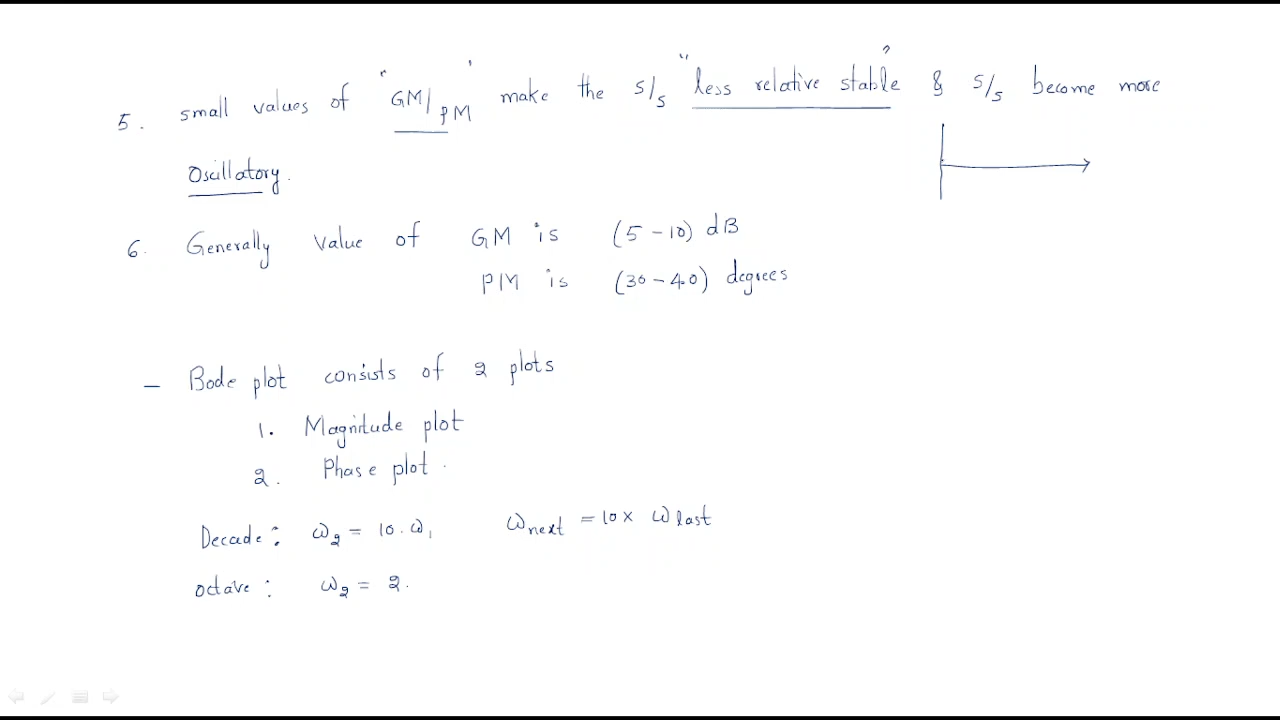 5. small values of "GM/PM" make the S/S "less relative stable" & S/S become more
Oscillatory.
6. Generally value of GM is (5-10) dB
PM is (30-40) degrees
- Bode plot consists of 2 plots
1. Magnitude plot
2. Phase plot.
Decade: ω2 = 10.ω1 ωnext = 10 x ωlast
octave: ω2 = 2.